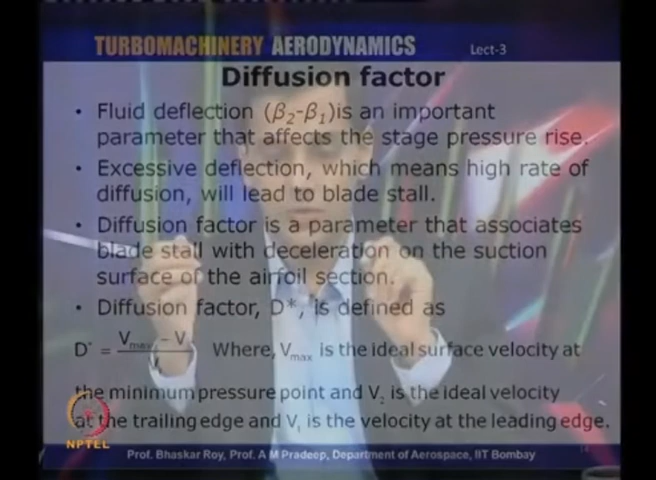 TURBOMACHINERY AERODYNAMICS Lect-3
Diffusion factor
• Fluid deflection (β₂-β₁)is an important
parameter that affects the stage pressure rise.
• Excessive deflection, which means high rate of
diffusion, will lead to blade stall.
• Diffusion factor is a parameter that associates
blade stall with deceleration on the suction
surface of the airfoil section.
• Diffusion factor, D*, is defined as
D* = Vmax - V Where, Vmax is the ideal surface velocity at
the minimum pressure point and V₂ is the ideal velocity
at the trailing edge and V₁ is the velocity at the leading edge.
NPTEL
Prof. Bhaskar Roy, Prof. A M Pradeep, Department of Aerospace, IIT Bombay